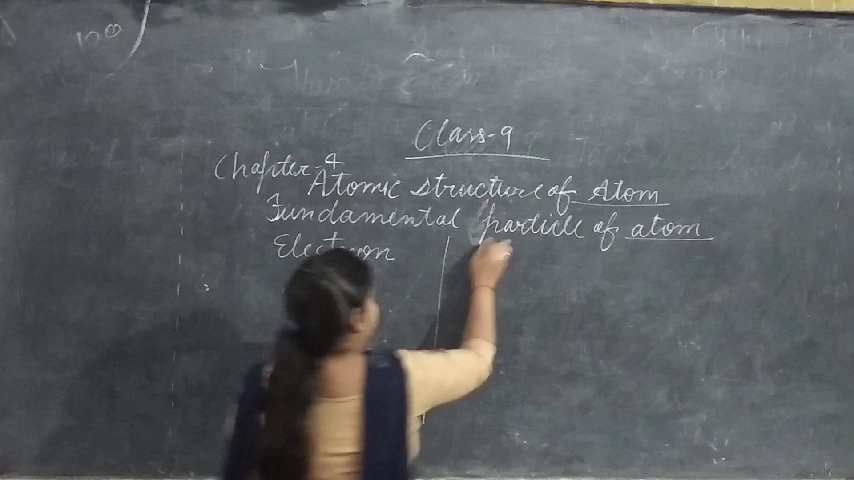 Class-9
Chapter-4
Atomic structure of Atom
Fundamental particle of atom
Electron